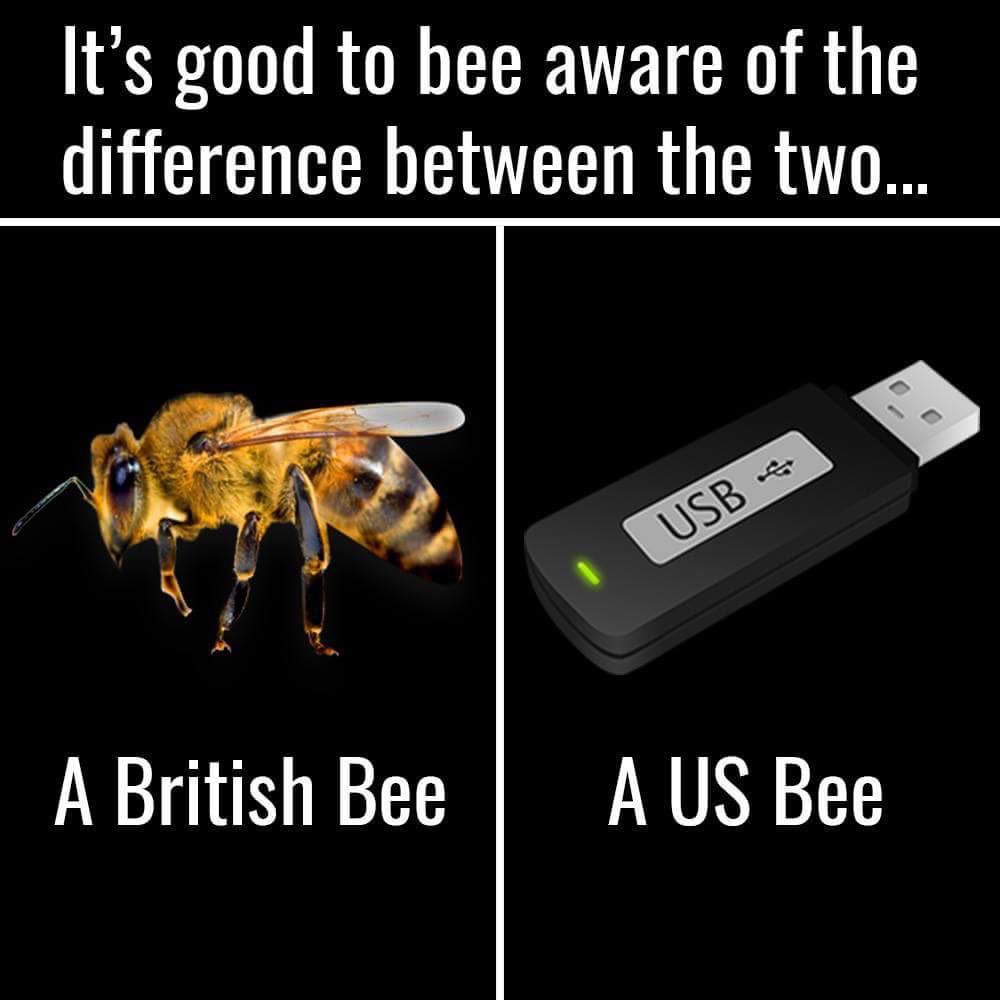 It’s good to bee aware of the
difference between the two...
USB
A British Bee
A US Bee